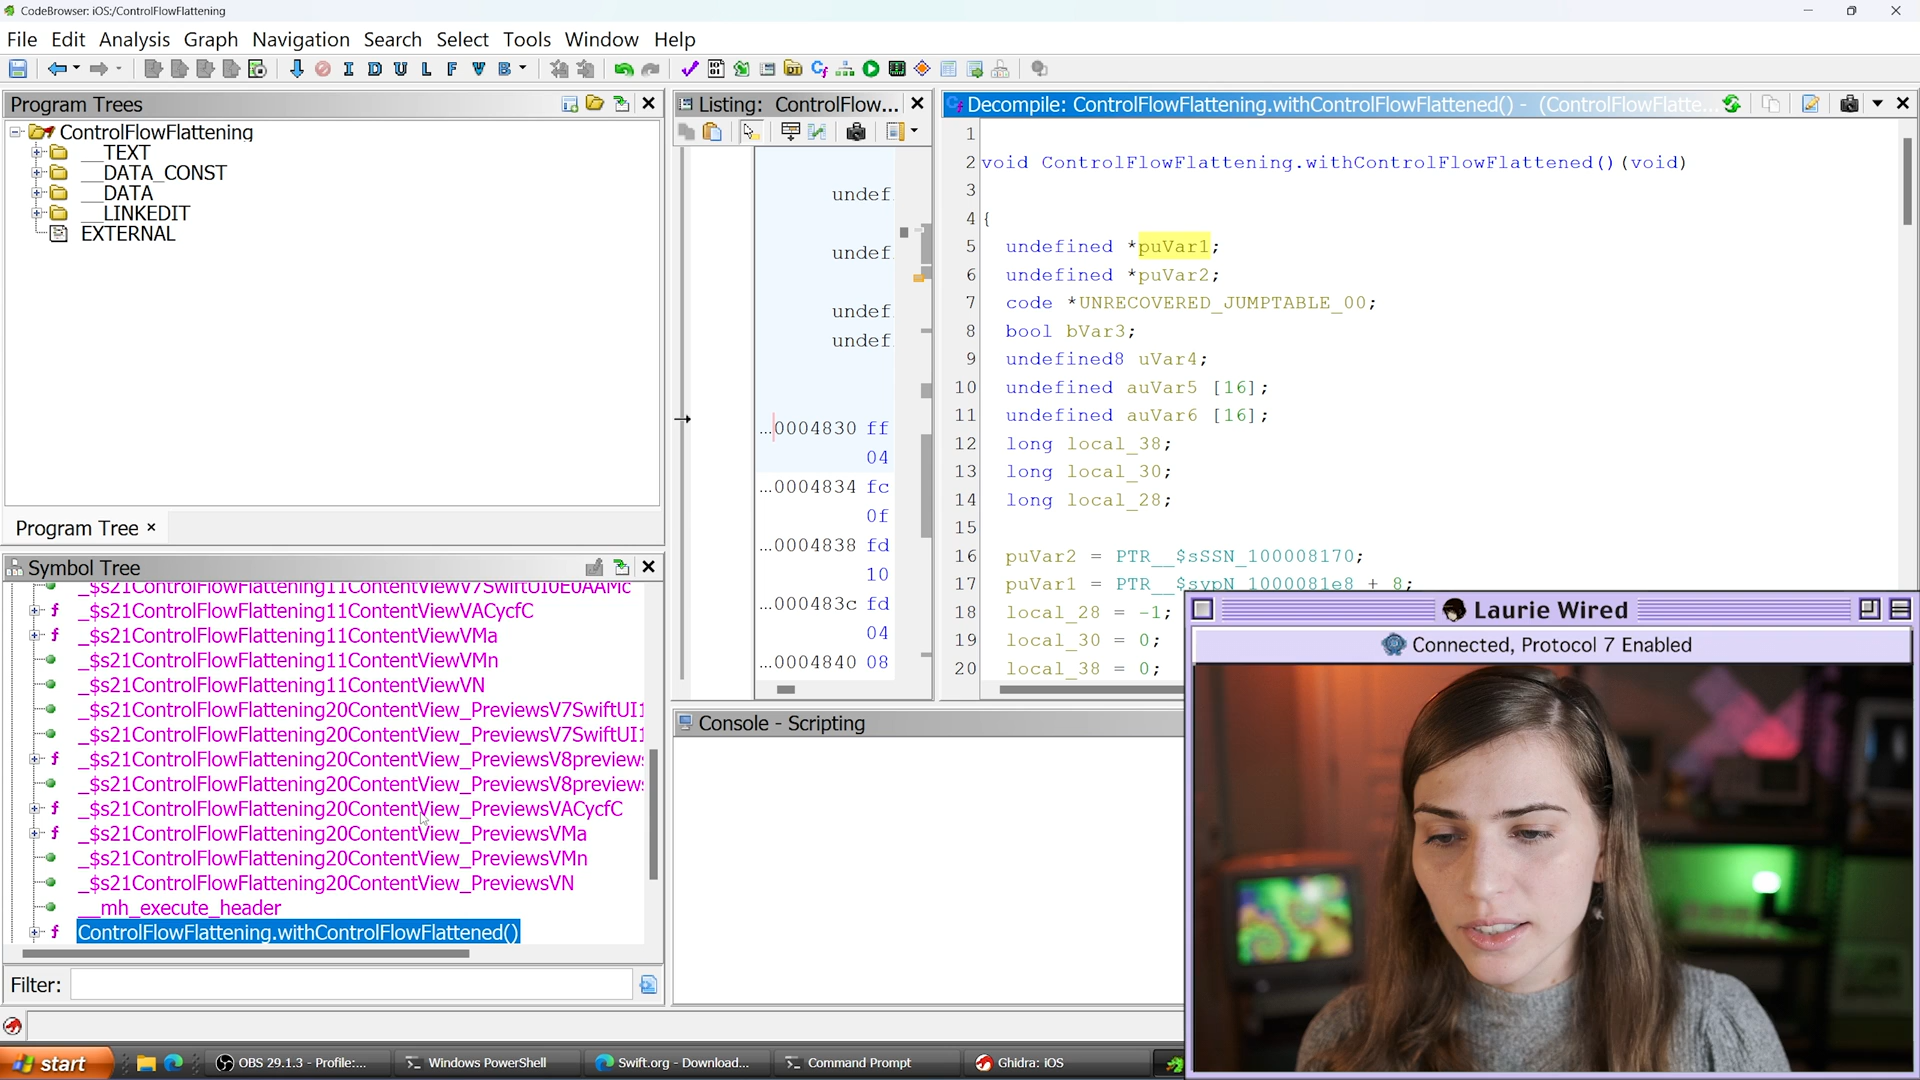 CodeBrowser: iOS:/ControlFlowFlattening
File Edit Analysis Graph Navigation Search Select Tools Window Help
I D U L F V B
Program Trees
ControlFlowFlattening
__TEXT
__DATA_CONST
__DATA
__LINKEDIT
EXTERNAL
Program Tree
Symbol Tree
_$s21ControlFlowFlattening11ContentViewV7SwiftUI0E0AAMc
_$s21ControlFlowFlattening11ContentViewVACycfC
_$s21ControlFlowFlattening11ContentViewVMa
_$s21ControlFlowFlattening11ContentViewVMn
_$s21ControlFlowFlattening11ContentViewVN
_$s21ControlFlowFlattening20ContentView_PreviewsV7SwiftUI1
_$s21ControlFlowFlattening20ContentView_PreviewsV7SwiftUI1
_$s21ControlFlowFlattening20ContentView_PreviewsV8preview
_$s21ControlFlowFlattening20ContentView_PreviewsV8preview
_$s21ControlFlowFlattening20ContentView_PreviewsVACycfC
_$s21ControlFlowFlattening20ContentView_PreviewsVMa
_$s21ControlFlowFlattening20ContentView_PreviewsVMn
_$s21ControlFlowFlattening20ContentView_PreviewsVN
__mh_execute_header
ControlFlowFlattening.withControlFlowFlattened()
Filter:
Listing: ControlFlow...
undef
undef
undef
undef
...0004830 ff
04
...0004834 fc
0f
...0004838 fd
10
...000483c fd
04
...0004840 08
Decompile: ControlFlowFlattening.withControlFlowFlattened() - (ControlFlowFlatte...
1
2 void ControlFlowFlattening.withControlFlowFlattened()(void)
3
4 {
5 undefined *puVar1;
6 undefined *puVar2;
7 code *UNRECOVERED_JUMPTABLE_00;
8 bool bVar3;
9 undefined8 uVar4;
10 undefined auVar5 [16];
11 undefined auVar6 [16];
12 long local_38;
13 long local_30;
14 long local_28;
15
16 puVar2 = PTR__$sSSN_100008170;
17 puVar1 = PTR__$sypN_1000081e8 + 8;
18 local_28 = -1;
19 local_30 = 0;
20 local_38 = 0;
Console - Scripting
Laurie Wired
Connected, Protocol 7 Enabled
start
OBS 29.1.3 - Profile:...
Windows PowerShell
Swift.org - Download...
Command Prompt
Ghidra: iOS